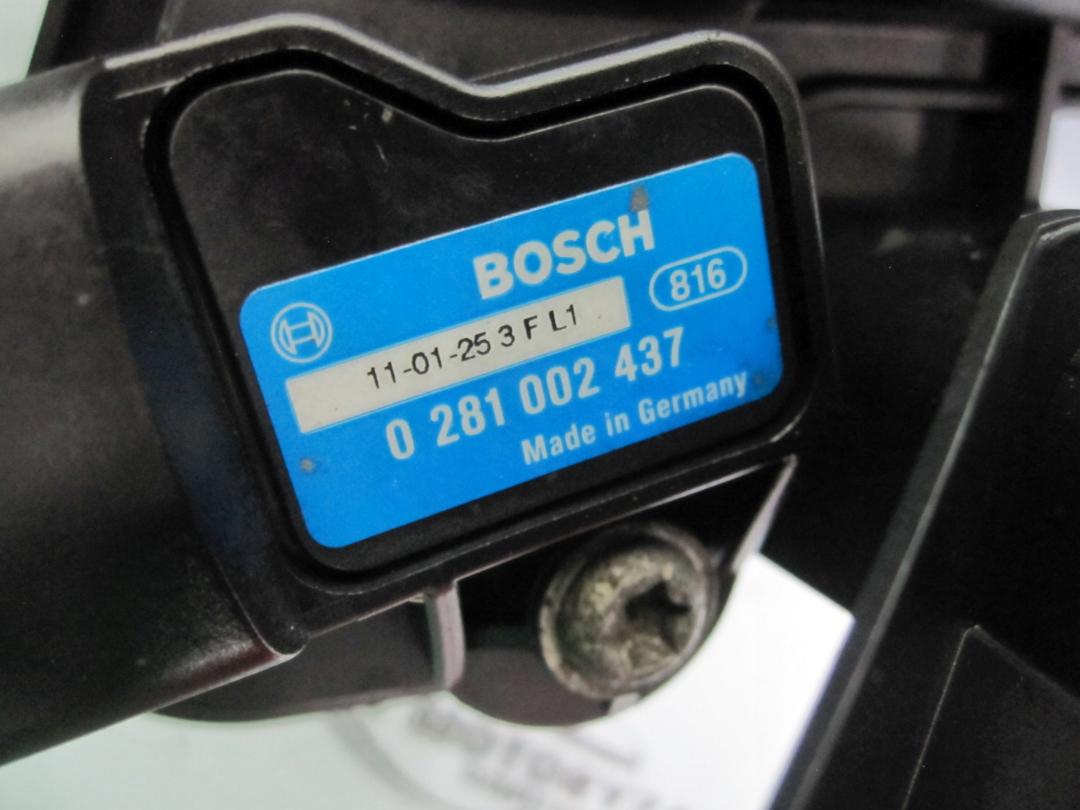 BOSCH
11-01-25 3 F L1
816
0 281 002 437
Made in Germany